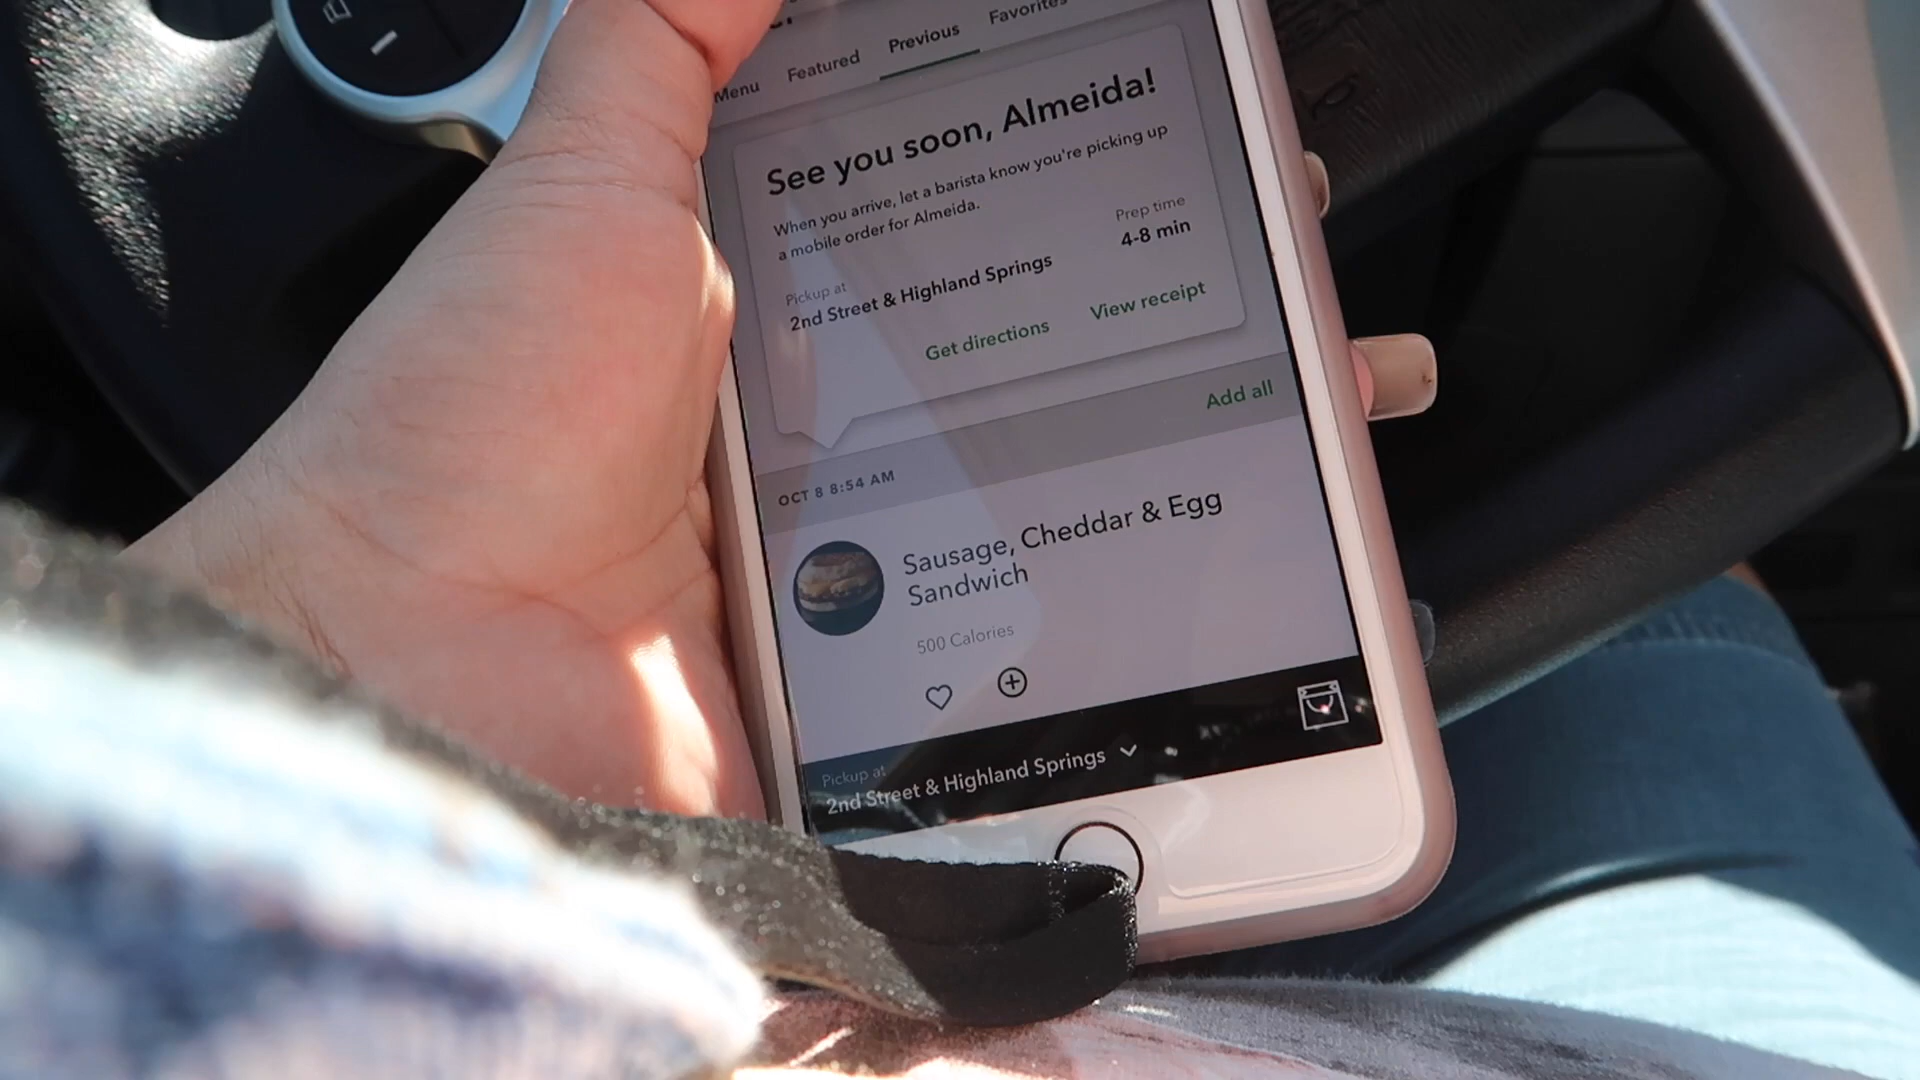 Menu Featured Previous Favorites
See you soon, Almeida!
When you arrive, let a barista know you're picking up
a mobile order for Almeida.
Prep time
4-8 min
Pickup at
2nd Street & Highland Springs
Get directions View receipt
Add all
OCT 8 8:54 AM
Sausage, Cheddar & Egg
Sandwich
500 Calories
Pickup at
2nd Street & Highland Springs